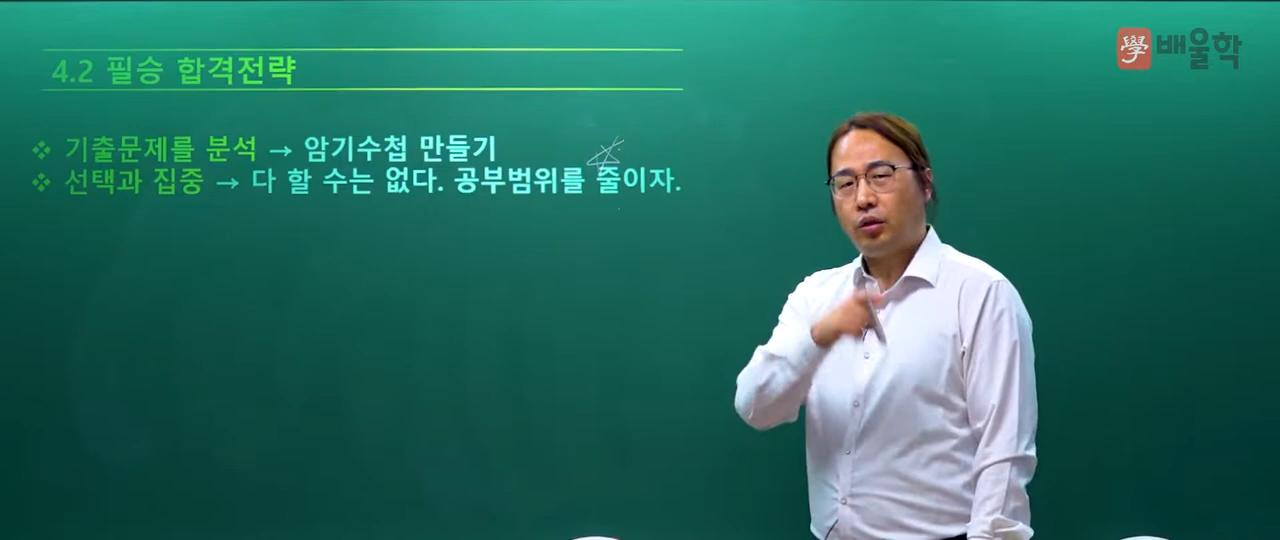 學 배울학
4.2 필승 합격전략
❖ 기출문제를 분석 → 암기수첩 만들기
❖ 선택과 집중 → 다 할 수는 없다. 공부범위를 줄이자.